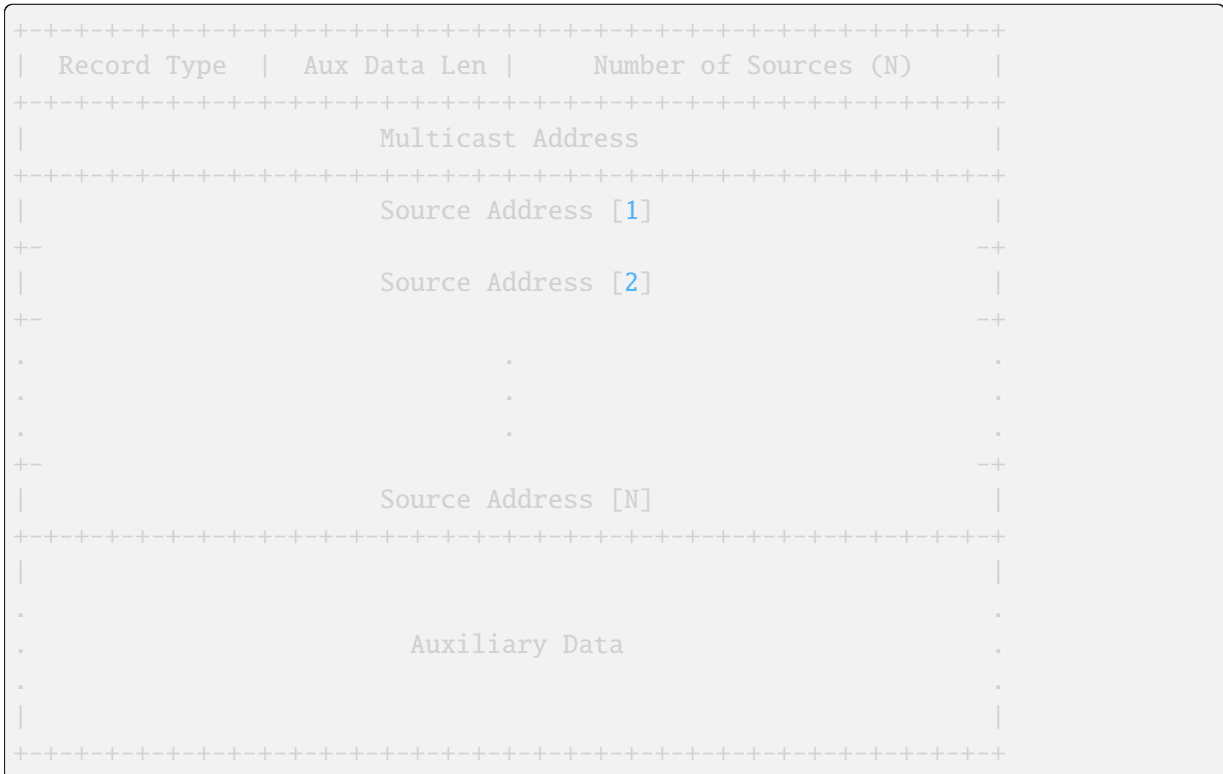 +-+-+-+-+-+-+-+-+-+-+-+-+-+-+-+-+-+-+-+-+-+-+-+-+-+-+-+-+-+-+-+-+
|  Record Type  |  Aux Data Len |     Number of Sources (N)     |
+-+-+-+-+-+-+-+-+-+-+-+-+-+-+-+-+-+-+-+-+-+-+-+-+-+-+-+-+-+-+-+-+
|                       Multicast Address                       |
+-+-+-+-+-+-+-+-+-+-+-+-+-+-+-+-+-+-+-+-+-+-+-+-+-+-+-+-+-+-+-+-+
|                       Source Address [1]                      |
+-                                                             -+
|                       Source Address [2]                      |
+-                                                             -+
.                               .                               .
.                               .                               .
.                               .                               .
+-                                                             -+
|                       Source Address [N]                      |
+-+-+-+-+-+-+-+-+-+-+-+-+-+-+-+-+-+-+-+-+-+-+-+-+-+-+-+-+-+-+-+-+
|                                                               |
.                                                               .
.                         Auxiliary Data                        .
.                                                               .
|                                                               |
+-+-+-+-+-+-+-+-+-+-+-+-+-+-+-+-+-+-+-+-+-+-+-+-+-+-+-+-+-+-+-+-+